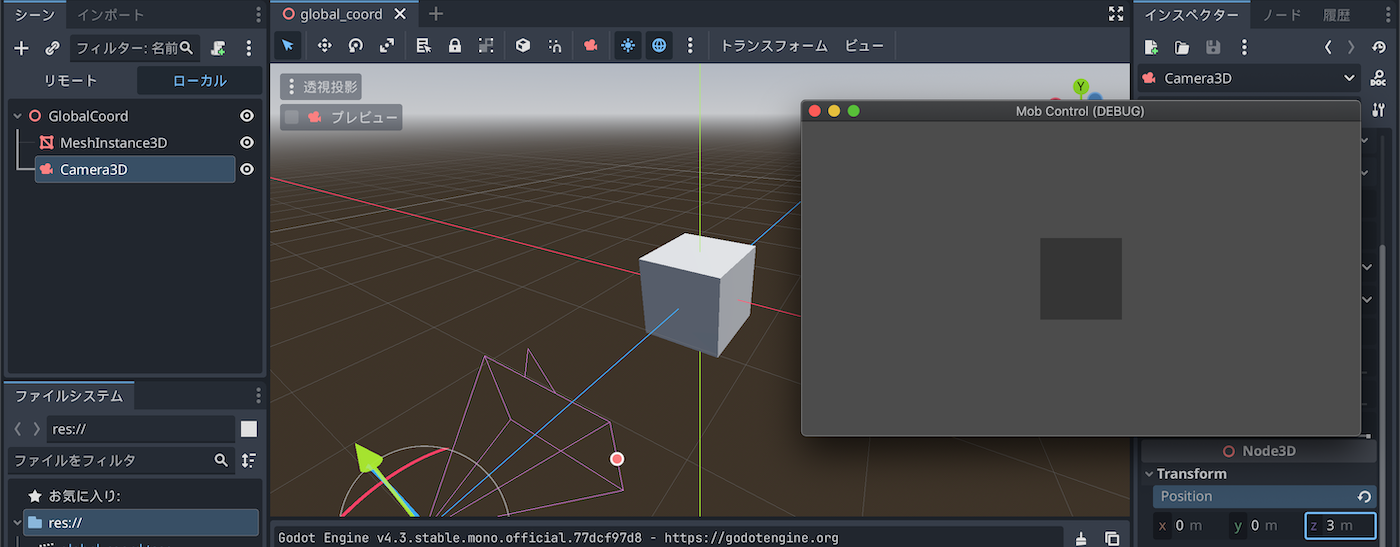 シーン インポート
フィルター: 名前
リモート ローカル
GlobalCoord
MeshInstance3D
Camera3D
ファイルシステム
res://
ファイルをフィルタ
お気に入り:
res://
global_coord
トランスフォーム ビュー
透視投影
プレビュー
Y
Mob Control (DEBUG)
Godot Engine v4.3.stable.mono.official.77dcf97d8 - https://godotengine.org
インスペクター ノード 履歴
Camera3D
DOC
Node3D
Transform
Position
x 0 m y 0 m z 3 m